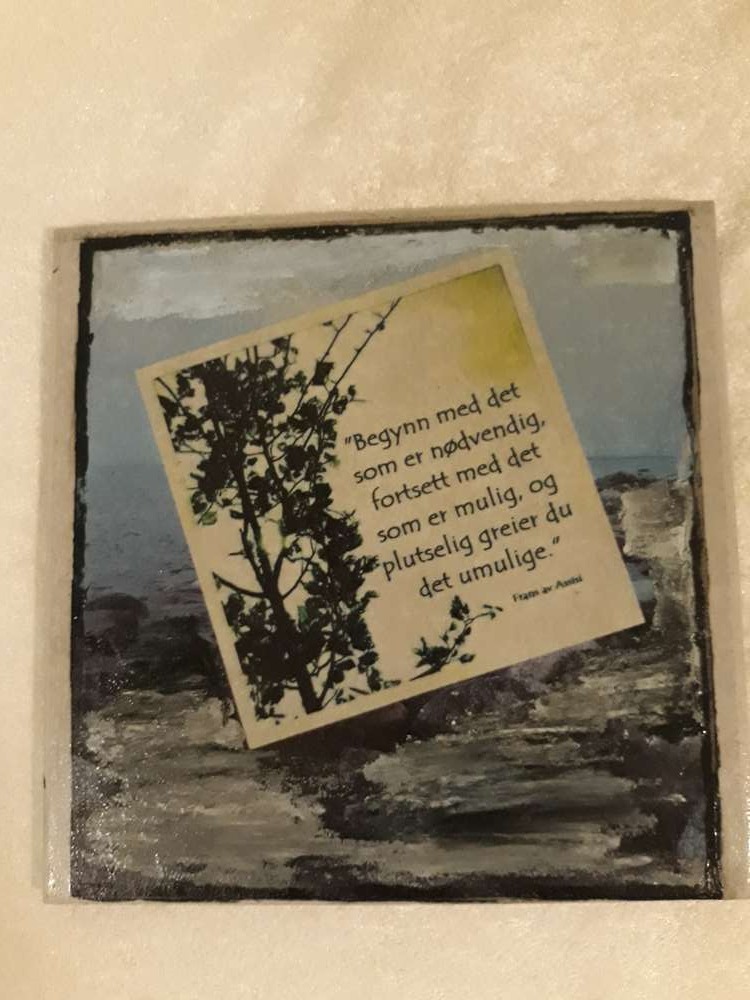 "Begynn med det
som er nødvendig,
fortsett med det
som er mulig, og
plutselig greier du
det umulige."
Frans av Assisi